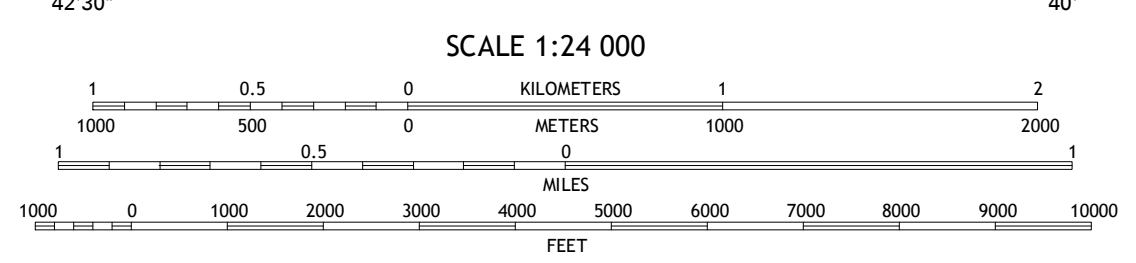 42'30" 40'
SCALE 1:24 000
1 0.5 0 KILOMETERS 1 2
1000 500 0 METERS 1000 2000
1 0.5 0 1
MILES
1000 0 1000 2000 3000 4000 5000 6000 7000 8000 9000 10000
FEET